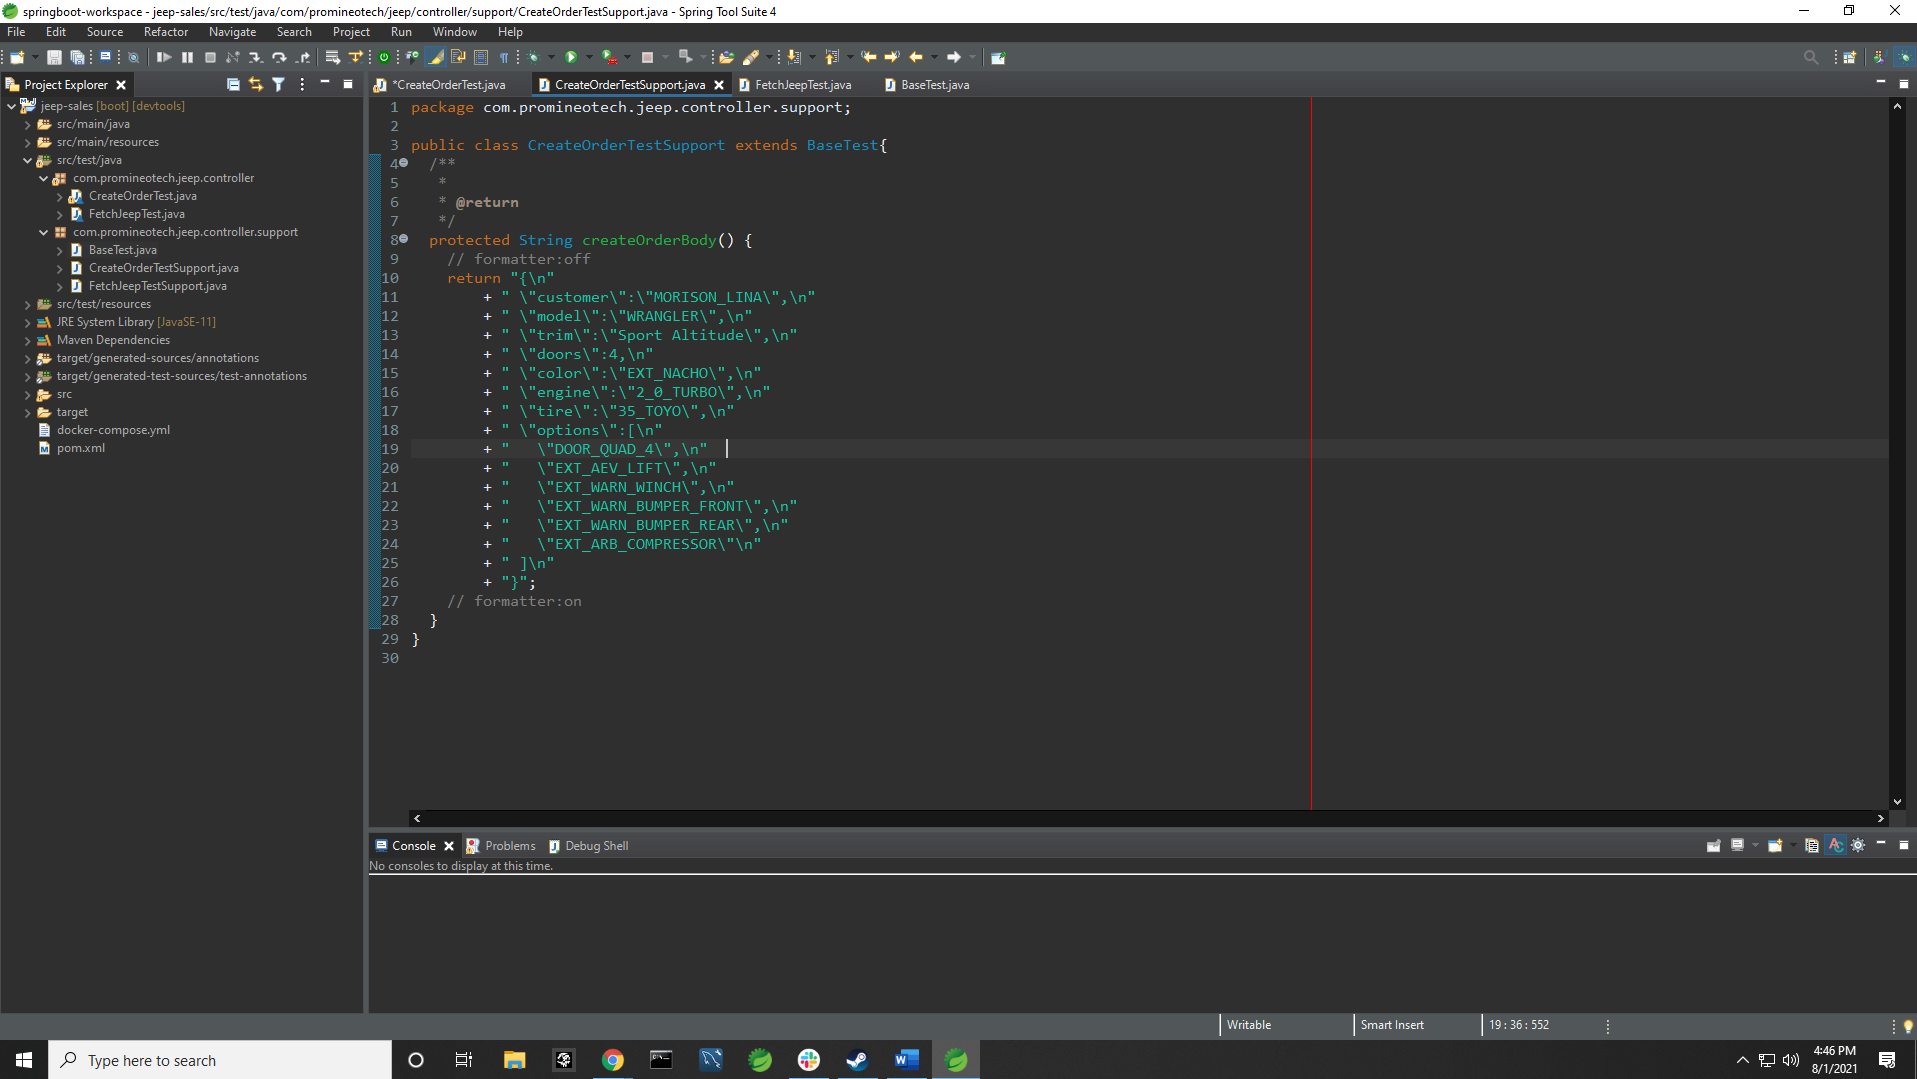 springboot-workspace - jeep-sales/src/test/java/com/promineotech/jeep/controller/support/CreateOrderTestSupport.java - Spring Tool Suite 4
File Edit Source Refactor Navigate Search Project Run Window Help
Project Explorer
jeep-sales [boot] [devtools]
src/main/java
src/main/resources
src/test/java
com.promineotech.jeep.controller
CreateOrderTest.java
FetchJeepTest.java
com.promineotech.jeep.controller.support
BaseTest.java
CreateOrderTestSupport.java
FetchJeepTestSupport.java
src/test/resources
JRE System Library [JavaSE-11]
Maven Dependencies
target/generated-sources/annotations
target/generated-test-sources/test-annotations
src
target
docker-compose.yml
pom.xml
*CreateOrderTest.java CreateOrderTestSupport.java FetchJeepTest.java BaseTest.java
1 package com.promineotech.jeep.controller.support;
2
3 public class CreateOrderTestSupport extends BaseTest{
4 /**
5 *
6 * @return
7 */
8 protected String createOrderBody() {
9 // formatter:off
10 return "{\n"
11 + " \"customer\":\"MORISON_LINA\",\n"
12 + " \"model\":\"WRANGLER\",\n"
13 + " \"trim\":\"Sport Altitude\",\n"
14 + " \"doors\":4,\n"
15 + " \"color\":\"EXT_NACHO\",\n"
16 + " \"engine\":\"2_0_TURBO\",\n"
17 + " \"tire\":\"35_TOYO\",\n"
18 + " \"options\":[\n"
19 + "   \"DOOR_QUAD_4\",\n"
20 + "   \"EXT_AEV_LIFT\",\n"
21 + "   \"EXT_WARN_WINCH\",\n"
22 + "   \"EXT_WARN_BUMPER_FRONT\",\n"
23 + "   \"EXT_WARN_BUMPER_REAR\",\n"
24 + "   \"EXT_ARB_COMPRESSOR\"\n"
25 + " ]\n"
26 + "}";
27 // formatter:on
28 }
29 }
30
Console Problems Debug Shell
No consoles to display at this time.
Writable Smart Insert 19 : 36 : 552
Type here to search
4:46 PM
8/1/2021